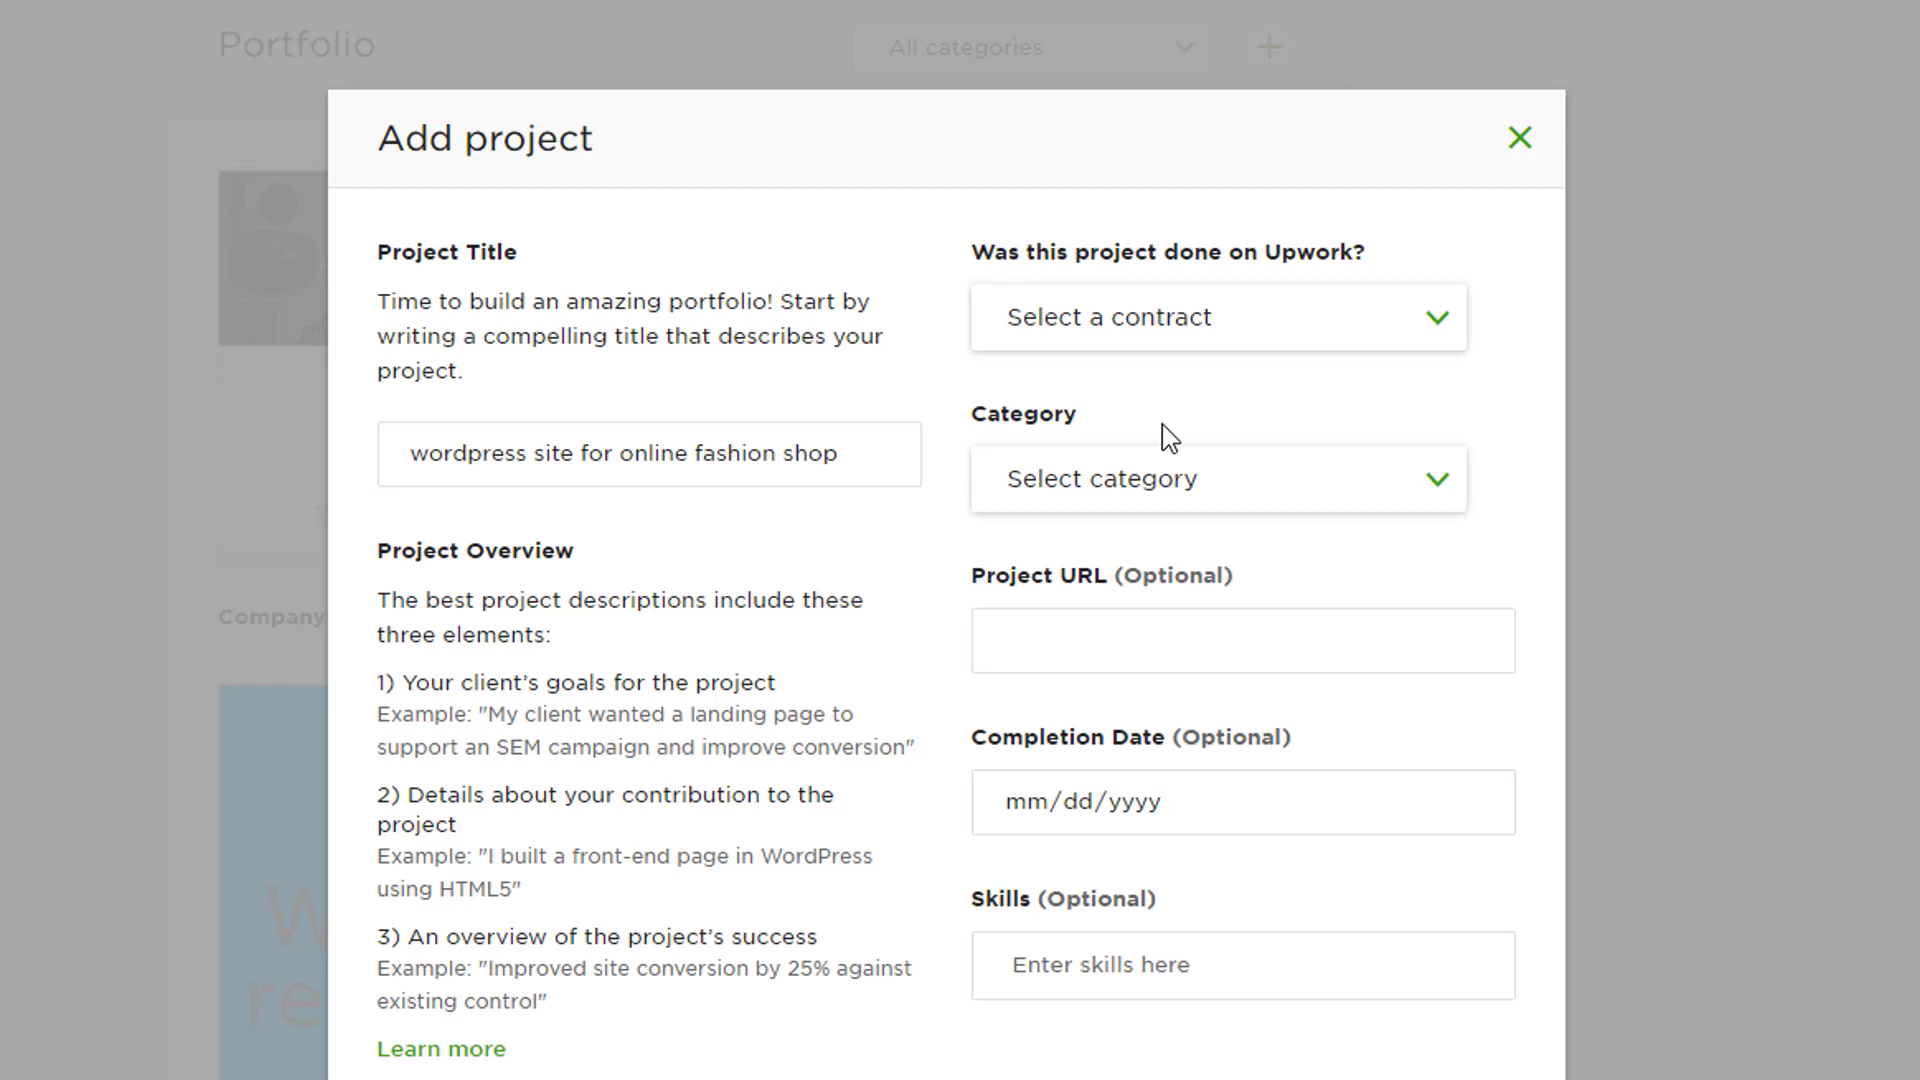 Portfolio
All categories
Add project
Project Title
Time to build an amazing portfolio! Start by
writing a compelling title that describes your
project.
wordpress site for online fashion shop
Project Overview
The best project descriptions include these
three elements:
1) Your client’s goals for the project
Example: "My client wanted a landing page to
support an SEM campaign and improve conversion"
2) Details about your contribution to the
project
Example: "I built a front-end page in WordPress
using HTML5"
3) An overview of the project’s success
Example: "Improved site conversion by 25% against
existing control"
Learn more
Was this project done on Upwork?
Select a contract
Category
Select category
Project URL (Optional)
Completion Date (Optional)
mm/dd/yyyy
Skills (Optional)
Enter skills here
Company
W
re